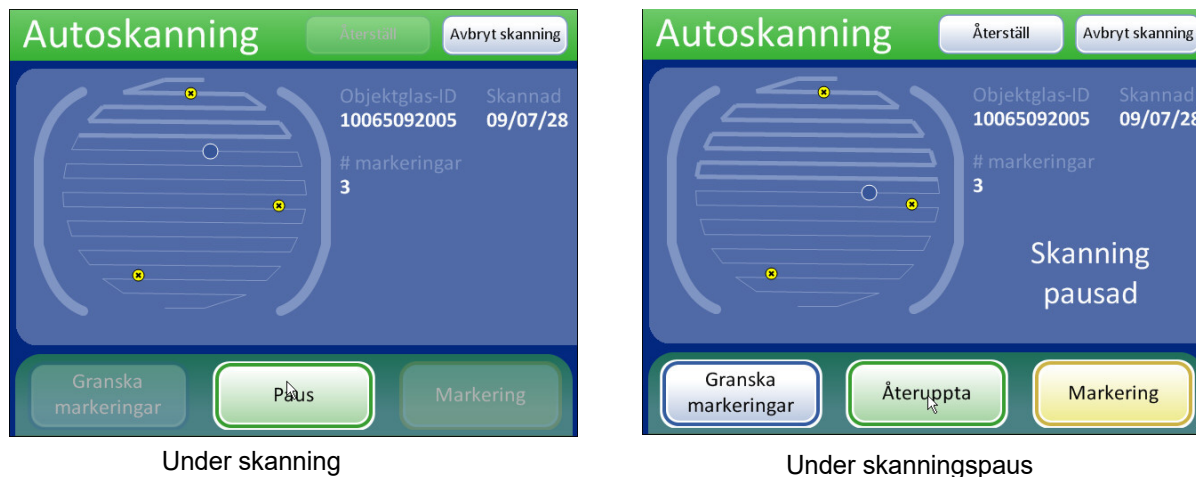 Autoskanning
Återställ
Avbryt skanning
Objektglas-ID
Skannad
10065092005
09/07/28
# markeringar
3
Granska
markeringar
Paus
Markering
Under skanning
Autoskanning
Återställ
Avbryt skanning
Objektglas-ID
Skannad
10065092005
09/07/28
# markeringar
3
Skanning
pausad
Granska
markeringar
Återuppta
Markering
Under skanningspaus